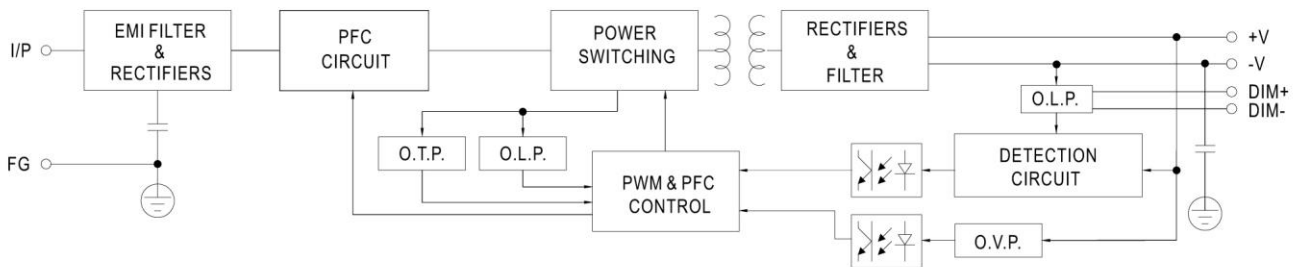 I/P
EMI FILTER
&
RECTIFIERS
PFC
CIRCUIT
POWER
SWITCHING
RECTIFIERS
&
FILTER
+V
-V
O.L.P.
DIM+
DIM-
FG
O.T.P.
O.L.P.
PWM & PFC
CONTROL
DETECTION
CIRCUIT
O.V.P.